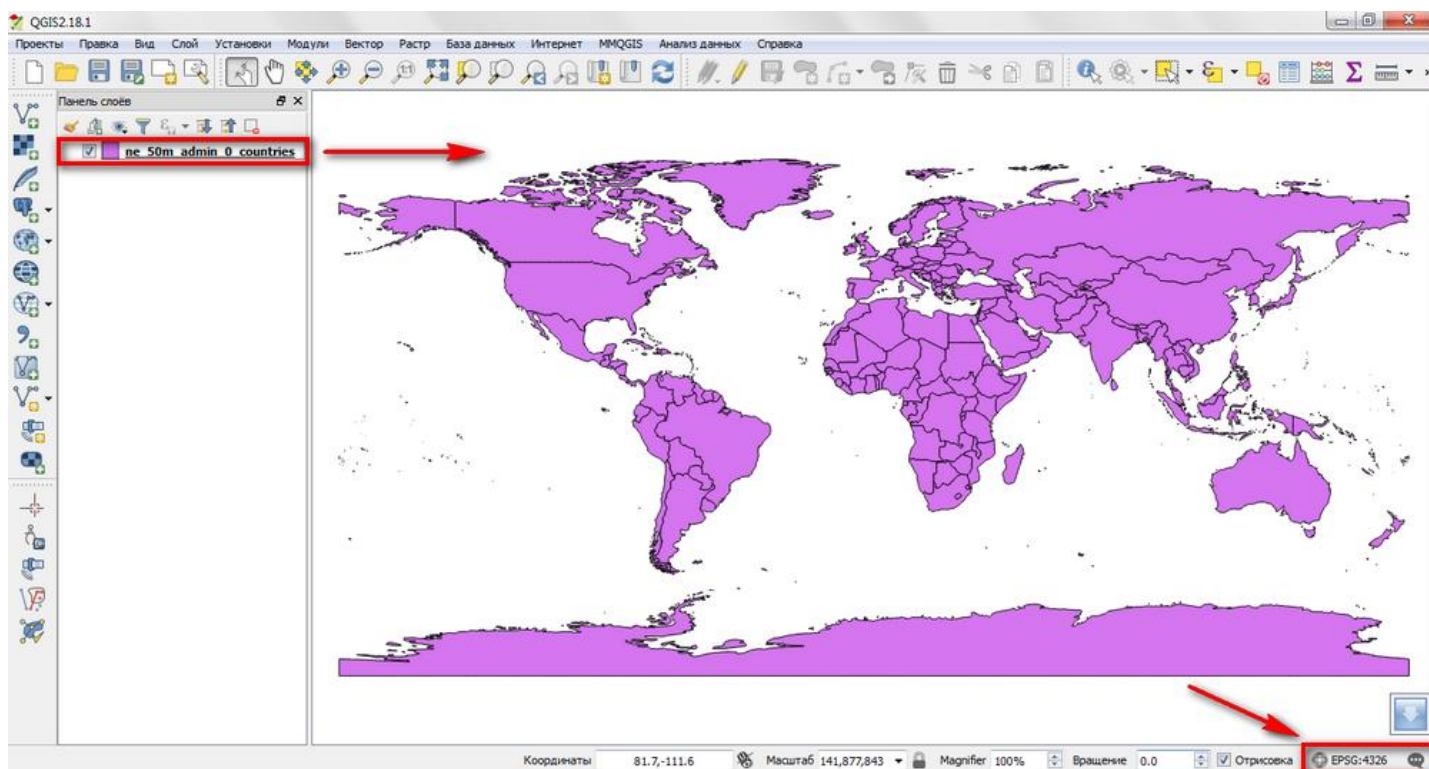 QGIS2.18.1
Проекты Правка Вид Слой Установки Модули Вектор Растр База данных Интернет MMQGIS Анализ данных Справка
Панель слоёв
ne_50m_admin_0_countries
Координаты 81.7,-111.6 Масштаб 141,877,843 Magnifier 100% Вращение 0.0 Отрисовка EPSG:4326